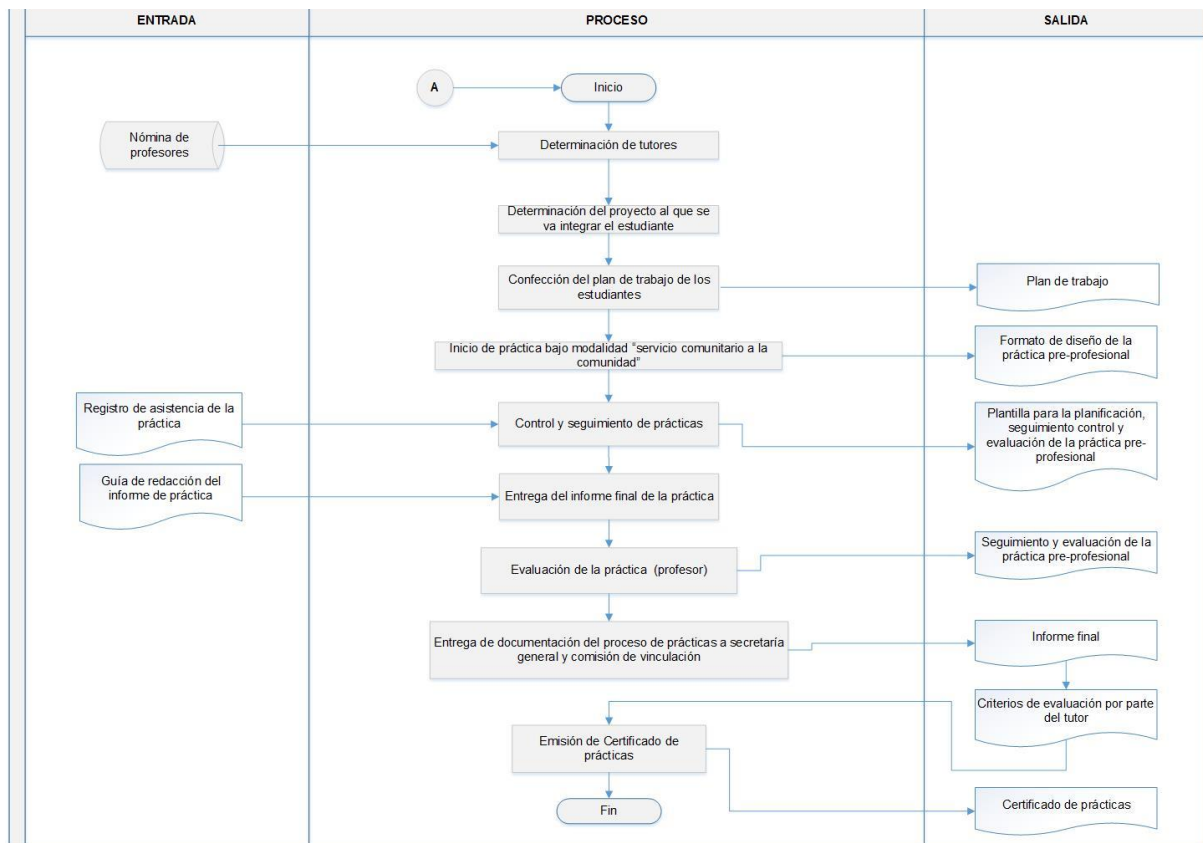 ENTRADA
PROCESO
SALIDA
A
Inicio
Nómina de
profesores
Determinación de tutores
Determinación del proyecto al que se
va integrar el estudiante
Confección del plan de trabajo de los
estudiantes
Plan de trabajo
Inicio de práctica bajo modalidad “servicio comunitario a la
comunidad”
Formato de diseño de la
práctica pre-profesional
Registro de asistencia de la
práctica
Control y seguimiento de prácticas
Plantilla para la planificación,
seguimiento control y
evaluación de la práctica pre-
profesional
Guía de redacción del
informe de práctica
Entrega del informe final de la práctica
Evaluación de la práctica (profesor)
Seguimiento y evaluación de la
práctica pre-profesional
Entrega de documentación del proceso de prácticas a secretaría
general y comisión de vinculación
Informe final
Criterios de evaluación por parte
del tutor
Emisión de Certificado de
prácticas
Certificado de prácticas
Fin